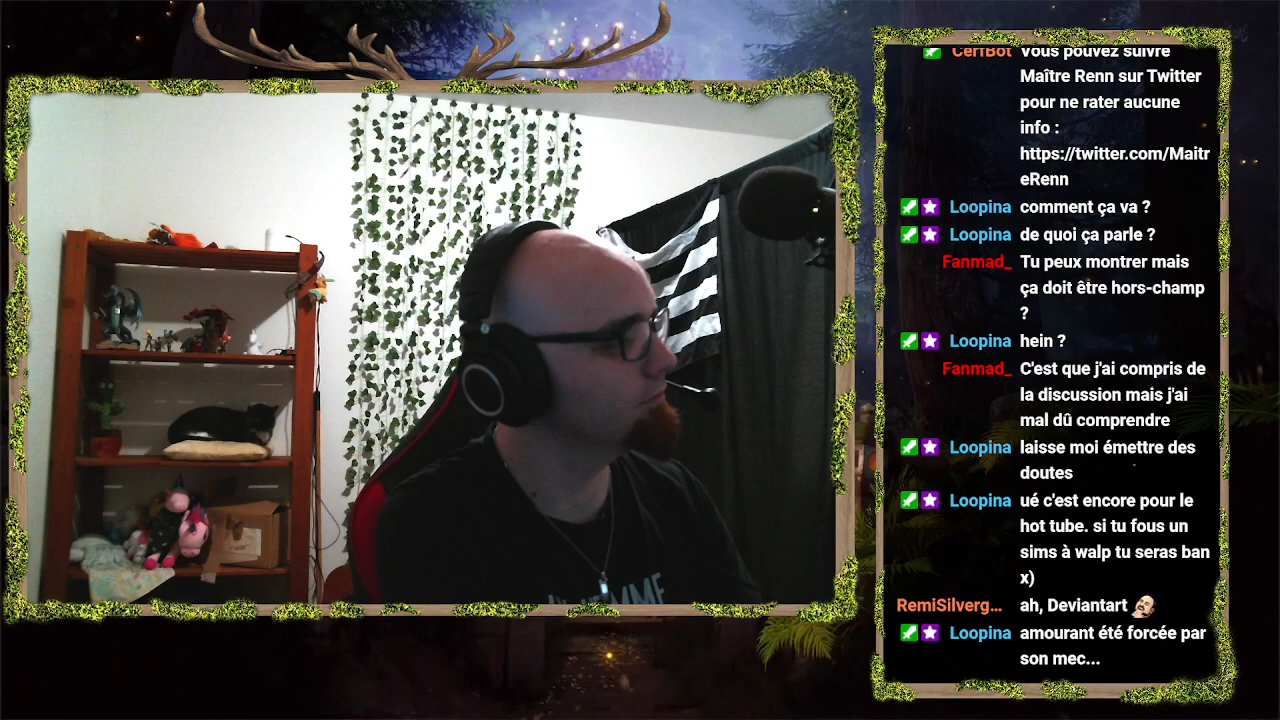 CerfBot Vous pouvez suivre
Maître Renn sur Twitter
pour ne rater aucune
info :
https://twitter.com/Maitr
eRenn
Loopina comment ça va ?
Loopina de quoi ça parle ?
Fanmad_ Tu peux montrer mais
ça doit être hors-champ
?
Loopina hein ?
Fanmad_ C'est que j'ai compris de
la discussion mais j'ai
mal dû comprendre
Loopina laisse moi émettre des
doutes
Loopina ué c'est encore pour le
hot tube. si tu fous un
sims à walp tu seras ban
x)
RemiSilverg... ah, Deviantart
Loopina amourant été forcée par
son mec...